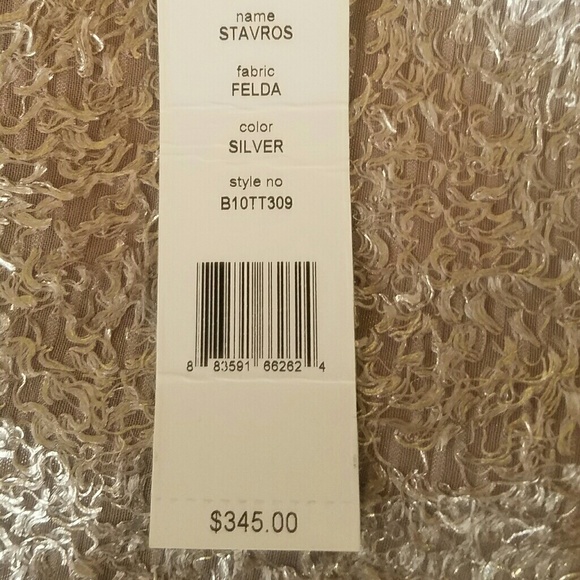 name
STAVROS
fabric
FELDA
color
SILVER
style no
B10TT309
8 83591 66262 4
$345.00